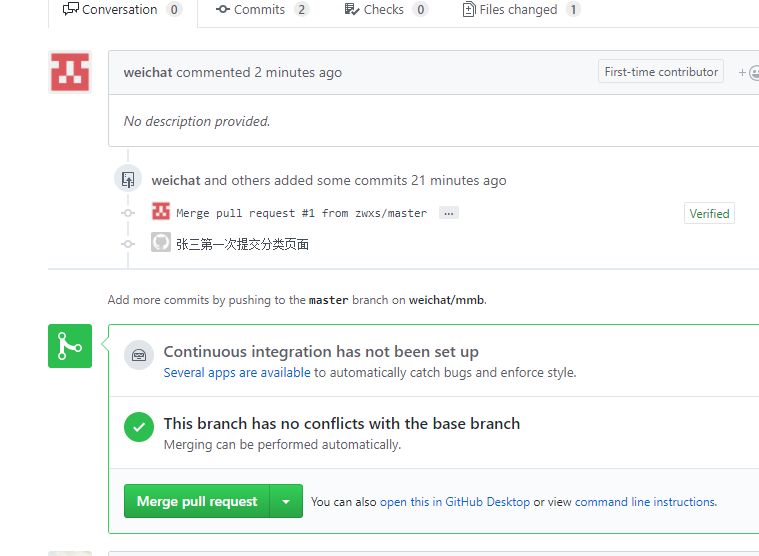 Conversation 0 Commits 2 Checks 0 Files changed 1
weichat commented 2 minutes ago First-time contributor +
No description provided.
weichat and others added some commits 21 minutes ago
Merge pull request #1 from zwxs/master ... Verified
张三第一次提交分类页面
Add more commits by pushing to the master branch on weichat/mmb.
Continuous integration has not been set up
Several apps are available to automatically catch bugs and enforce style.
This branch has no conflicts with the base branch
Merging can be performed automatically.
Merge pull request You can also open this in GitHub Desktop or view command line instructions.